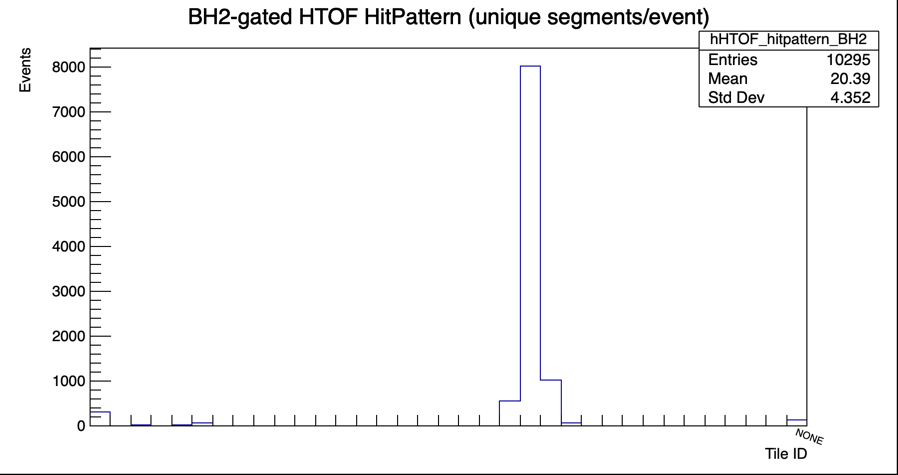 BH2-gated HTOF HitPattern (unique segments/event)
hHTOF_hitpattern_BH2
Entries 10295
Mean 20.39
Std Dev 4.352
Events
8000
7000
6000
5000
4000
3000
2000
1000
0
NONE
Tile ID